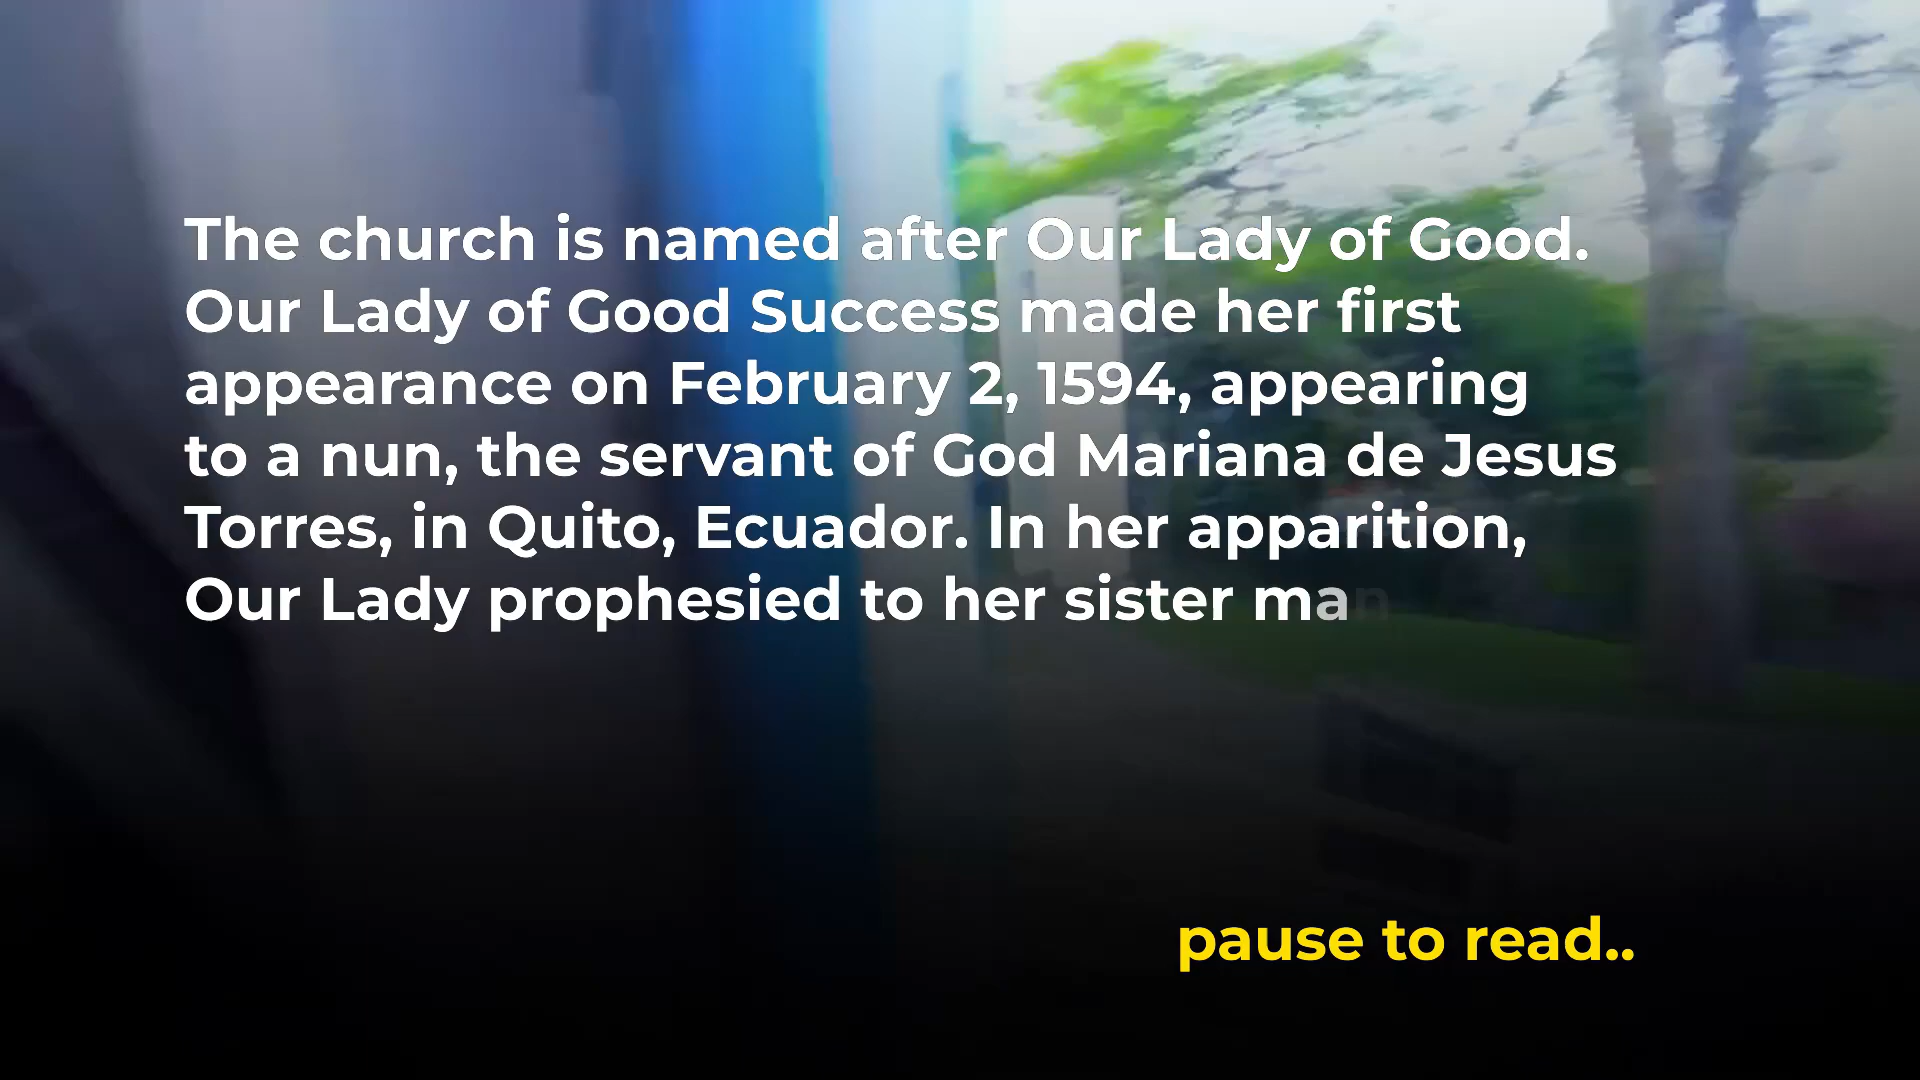 The church is named after Our Lady of Good.
Our Lady of Good Success made her first
appearance on February 2, 1594, appearing
to a nun, the servant of God Mariana de Jesus
Torres, in Quito, Ecuador. In her apparition,
Our Lady prophesied to her sister man
pause to read..